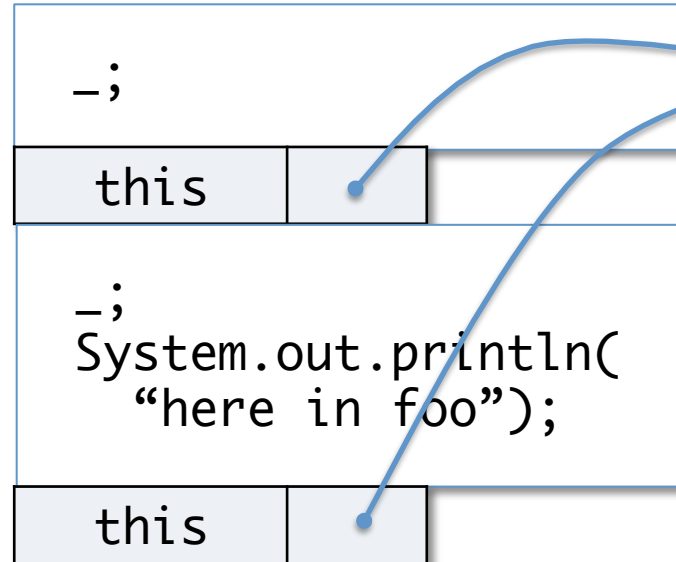 _;
this
_;
System.out.println(
“here in foo”);
this